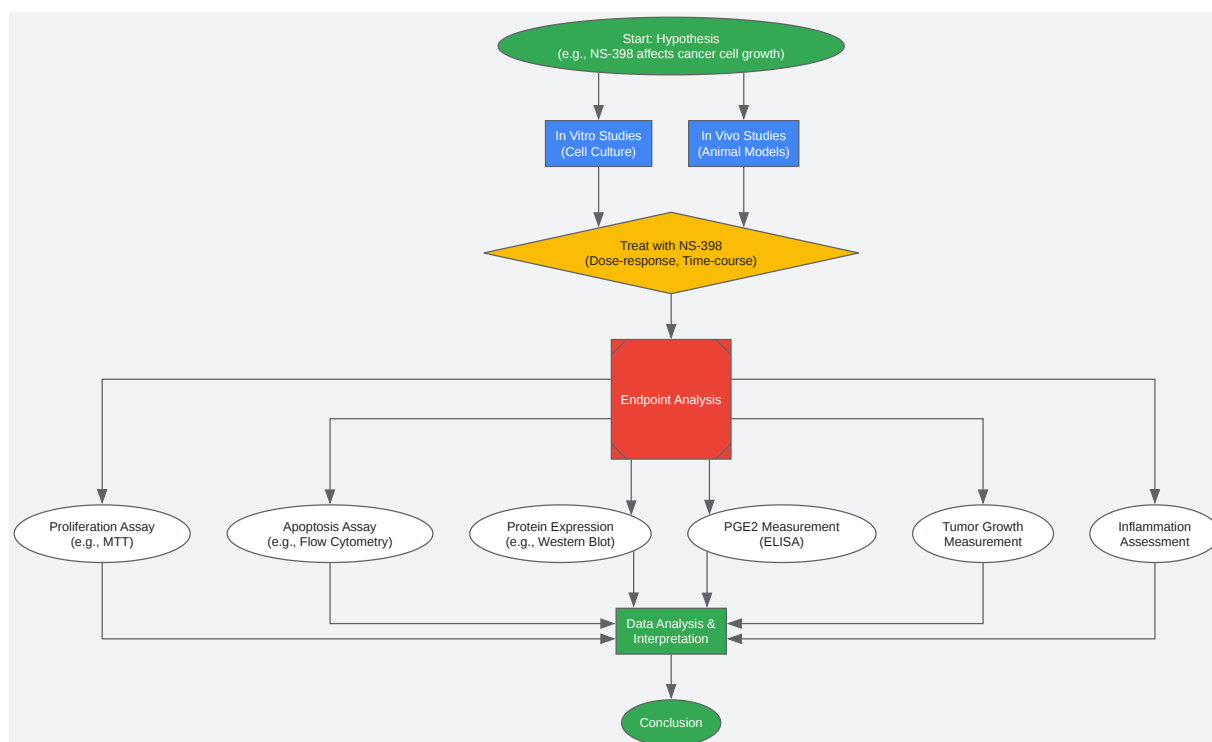 Start: Hypothesis
(e.g., NS-398 affects cancer cell growth)
In Vitro Studies
(Cell Culture)
In Vivo Studies
(Animal Models)
Treat with NS-398
(Dose-response, Time-course)
Endpoint Analysis
Proliferation Assay
(e.g., MTT)
Apoptosis Assay
(e.g., Flow Cytometry)
Protein Expression
(e.g., Western Blot)
PGE2 Measurement
(ELISA)
Tumor Growth
Measurement
Inflammation
Assessment
Data Analysis &
Interpretation
Conclusion